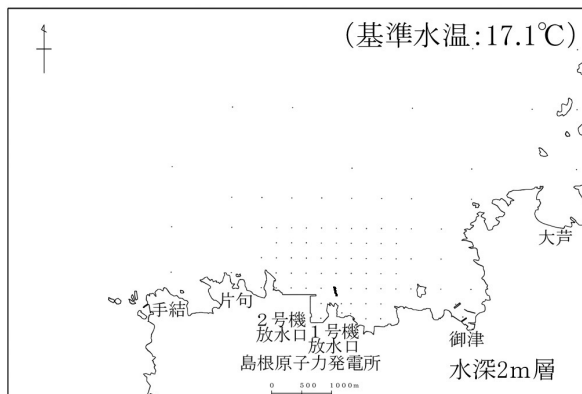 (基準水温:17.1℃)
大芦
片句
手結
2号機
放水口
1号機
放水口
御津
島根原子力発電所
水深2m層
0 500 1000m